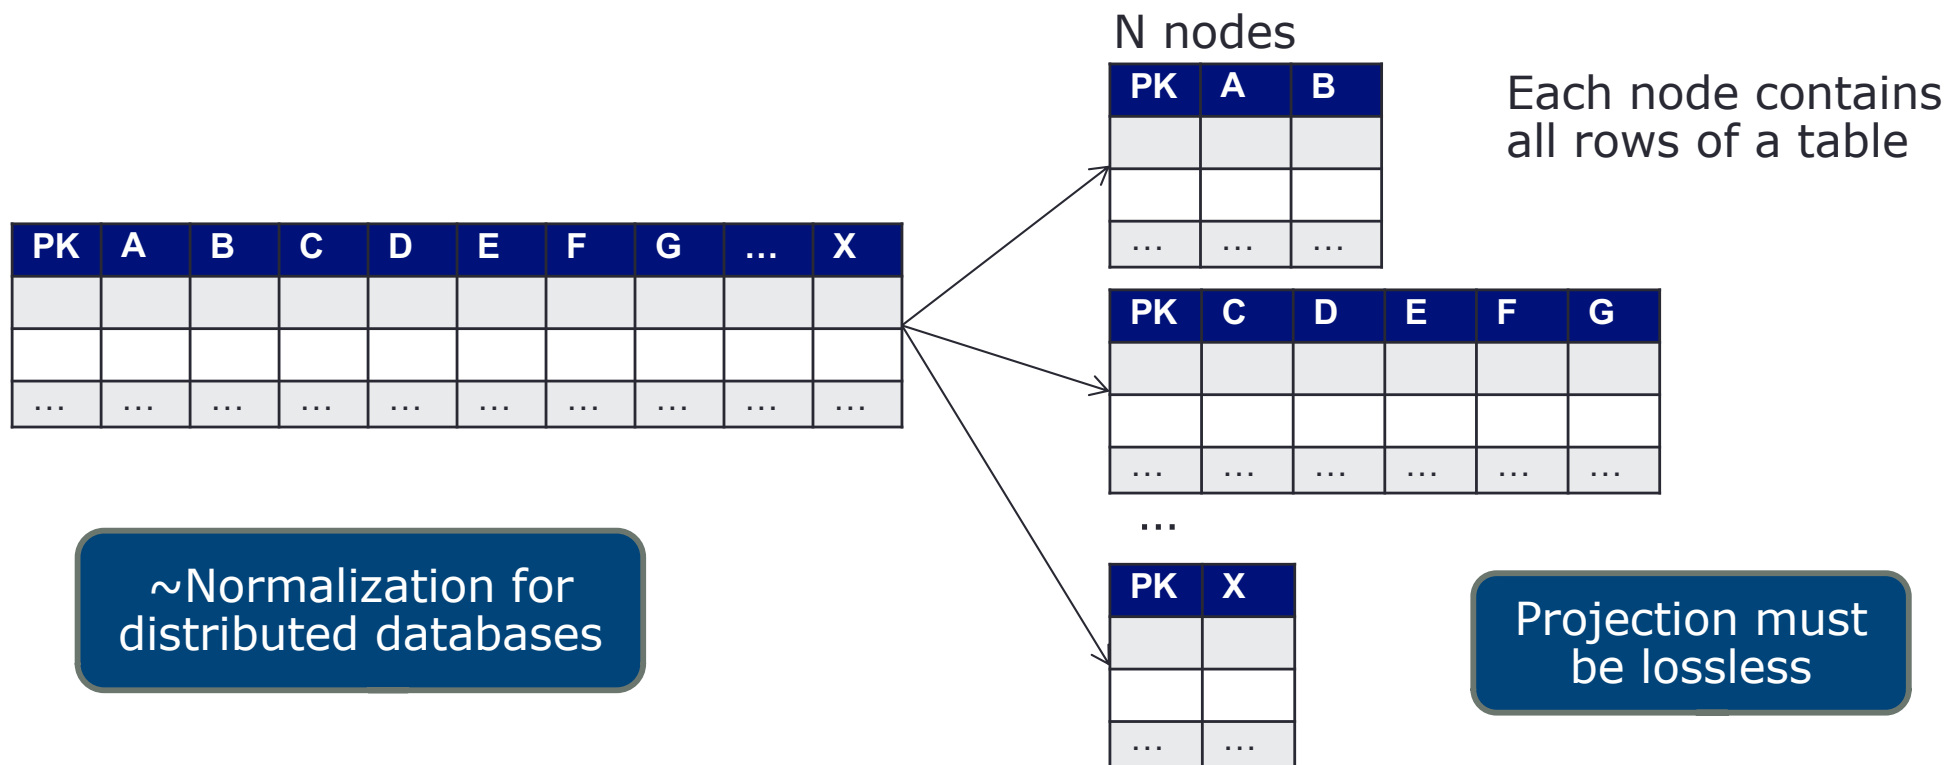 N nodes
PK A B
... ... ...
Each node contains
all rows of a table
PK A B C D E F G ... X
... ... ... ... ... ... ... ... ... ...
PK C D E F G
... ... ... ... ... ...
...
PK X
... ...
~Normalization for
distributed databases
Projection must
be lossless